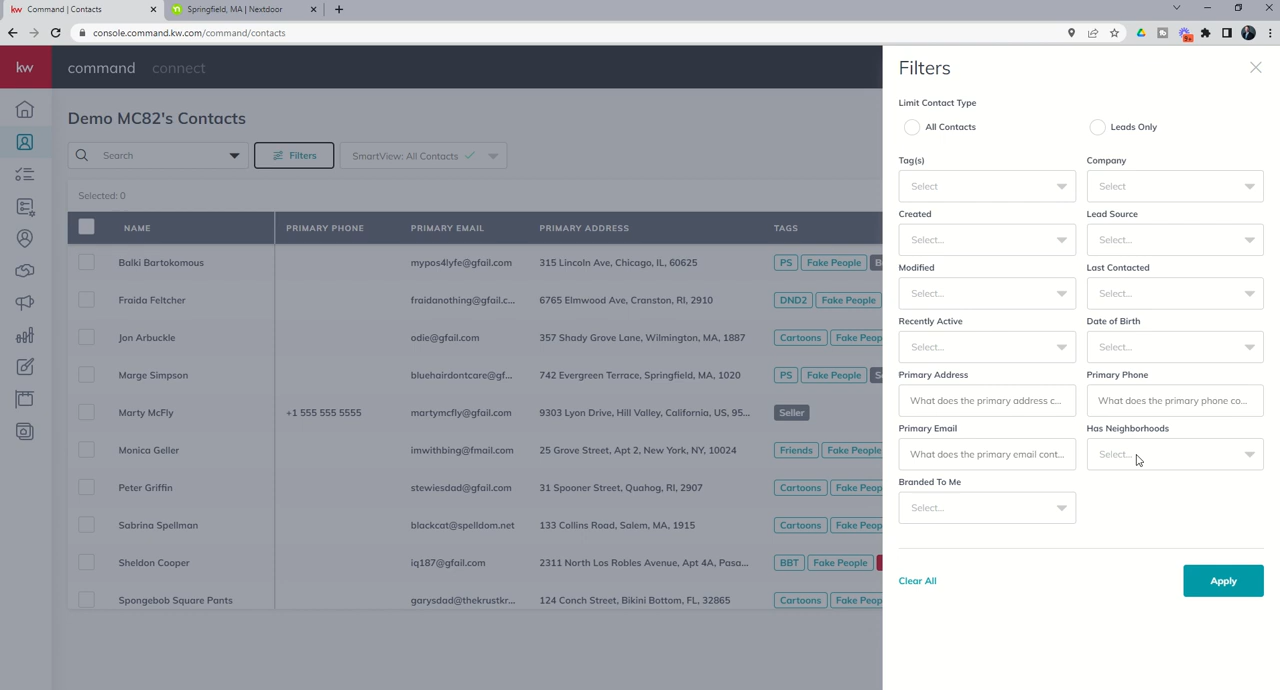 kw Command | Contacts
Springfield, MA | Nextdoor
console.command.kw.com/command/contacts
9+
kw command connect
Demo MC82's Contacts
Search
Filters
SmartView: All Contacts
Selected: 0
NAME PRIMARY PHONE PRIMARY EMAIL PRIMARY ADDRESS TAGS
Balki Bartokomous mypos4lyfe@gfail.com 315 Lincoln Ave, Chicago, IL, 60625 PS Fake People
Fraida Feltcher fraidanothing@gfail.c... 6765 Elmwood Ave, Cranston, RI, 2910 DND2 Fake People
Jon Arbuckle odie@gfail.com 357 Shady Grove Lane, Wilmington, MA, 1887 Cartoons Fake Peo
Marge Simpson bluehairdontcare@gf... 742 Evergreen Terrace, Springfield, MA, 1020 PS Fake People S
Marty McFly +1 555 555 5555 martymcfly@gfail.com 9303 Lyon Drive, Hill Valley, California, US, 95... Seller
Monica Geller imwithbing@fmail.com 25 Grove Street, Apt 2, New York, NY, 10024 Friends Fake People
Peter Griffin stewiesdad@gfail.com 31 Spooner Street, Quahog, RI, 2907 Cartoons Fake Peop
Sabrina Spellman blackcat@spelldom.net 133 Collins Road, Salem, MA, 1915 Cartoons Fake Peop
Sheldon Cooper iq187@gfail.com 2311 North Los Robles Avenue, Apt 4A, Pasa... BBT Fake People
Spongebob Square Pants garysdad@thekrustkr... 124 Conch Street, Bikini Bottom, FL, 32865 Cartoons Fake Peop
Filters
Limit Contact Type
All Contacts Leads Only
Tag(s) Company
Select Select
Created Lead Source
Select... Select...
Modified Last Contacted
Select... Select...
Recently Active Date of Birth
Select... Select...
Primary Address Primary Phone
What does the primary address c... What does the primary phone co...
Primary Email Has Neighborhoods
What does the primary email cont... Select...
Branded To Me
Select...
Clear All Apply